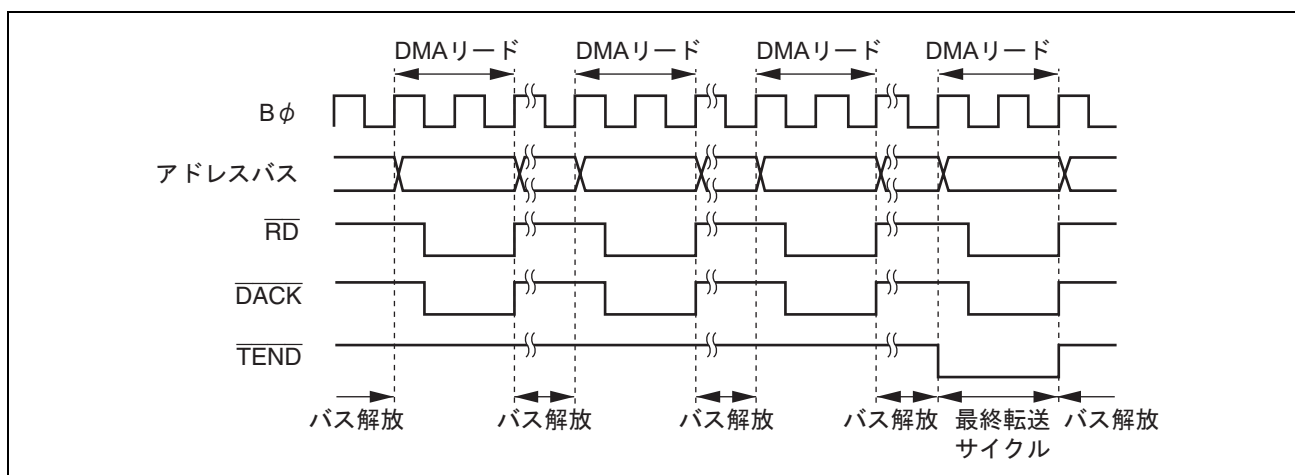 DMAリード DMAリード DMAリード DMAリード
Bφ
アドレスバス
RD
DACK
TEND
バス解放 バス解放 バス解放 バス解放 最終転送 バス解放
サイクル